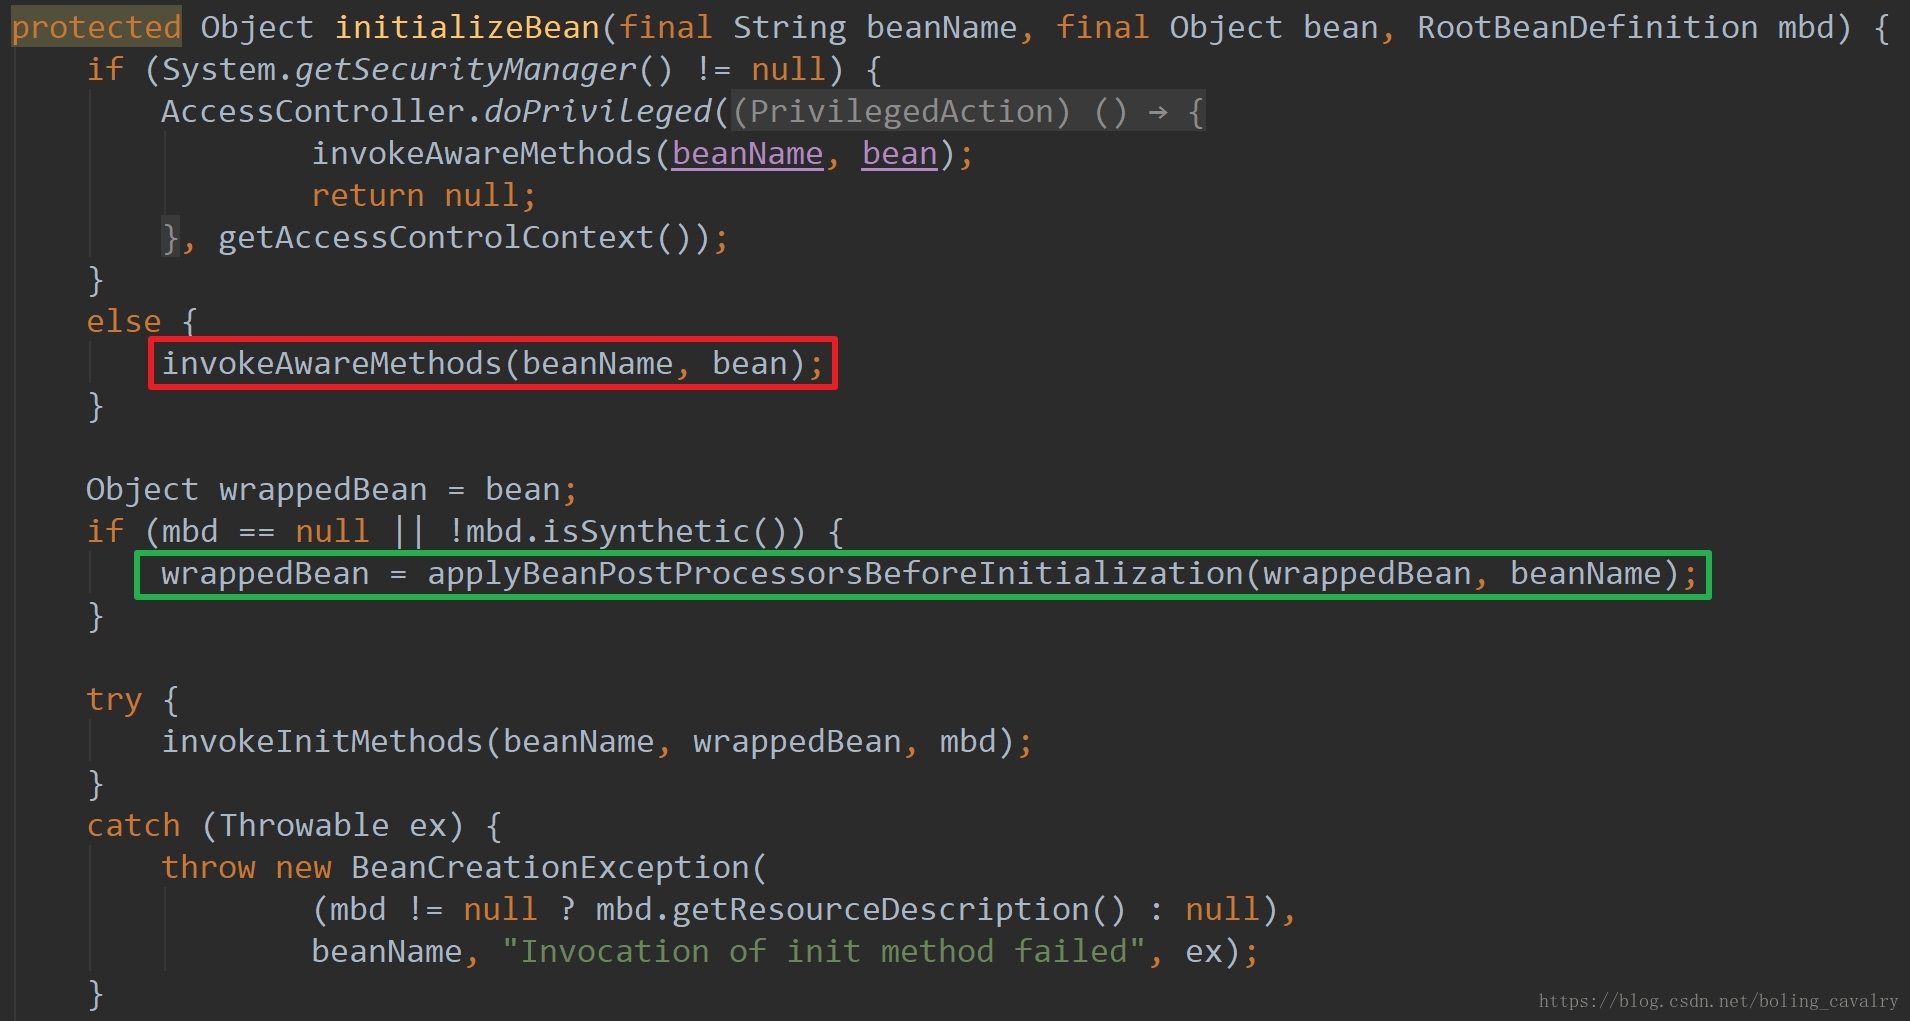 protected Object initializeBean(final String beanName, final Object bean, RootBeanDefinition mbd) {
if (System.getSecurityManager() != null) {
AccessController.doPrivileged((PrivilegedAction) () → {
invokeAwareMethods(beanName, bean);
return null;
}, getAccessControlContext());
}
else {
invokeAwareMethods(beanName, bean);
}
Object wrappedBean = bean;
if (mbd == null || !mbd.isSynthetic()) {
wrappedBean = applyBeanPostProcessorsBeforeInitialization(wrappedBean, beanName);
}
try {
invokeInitMethods(beanName, wrappedBean, mbd);
}
catch (Throwable ex) {
throw new BeanCreationException(
(mbd != null ? mbd.getResourceDescription() : null),
beanName, "Invocation of init method failed", ex);
}
https://blog.csdn.net/boling_cavalry